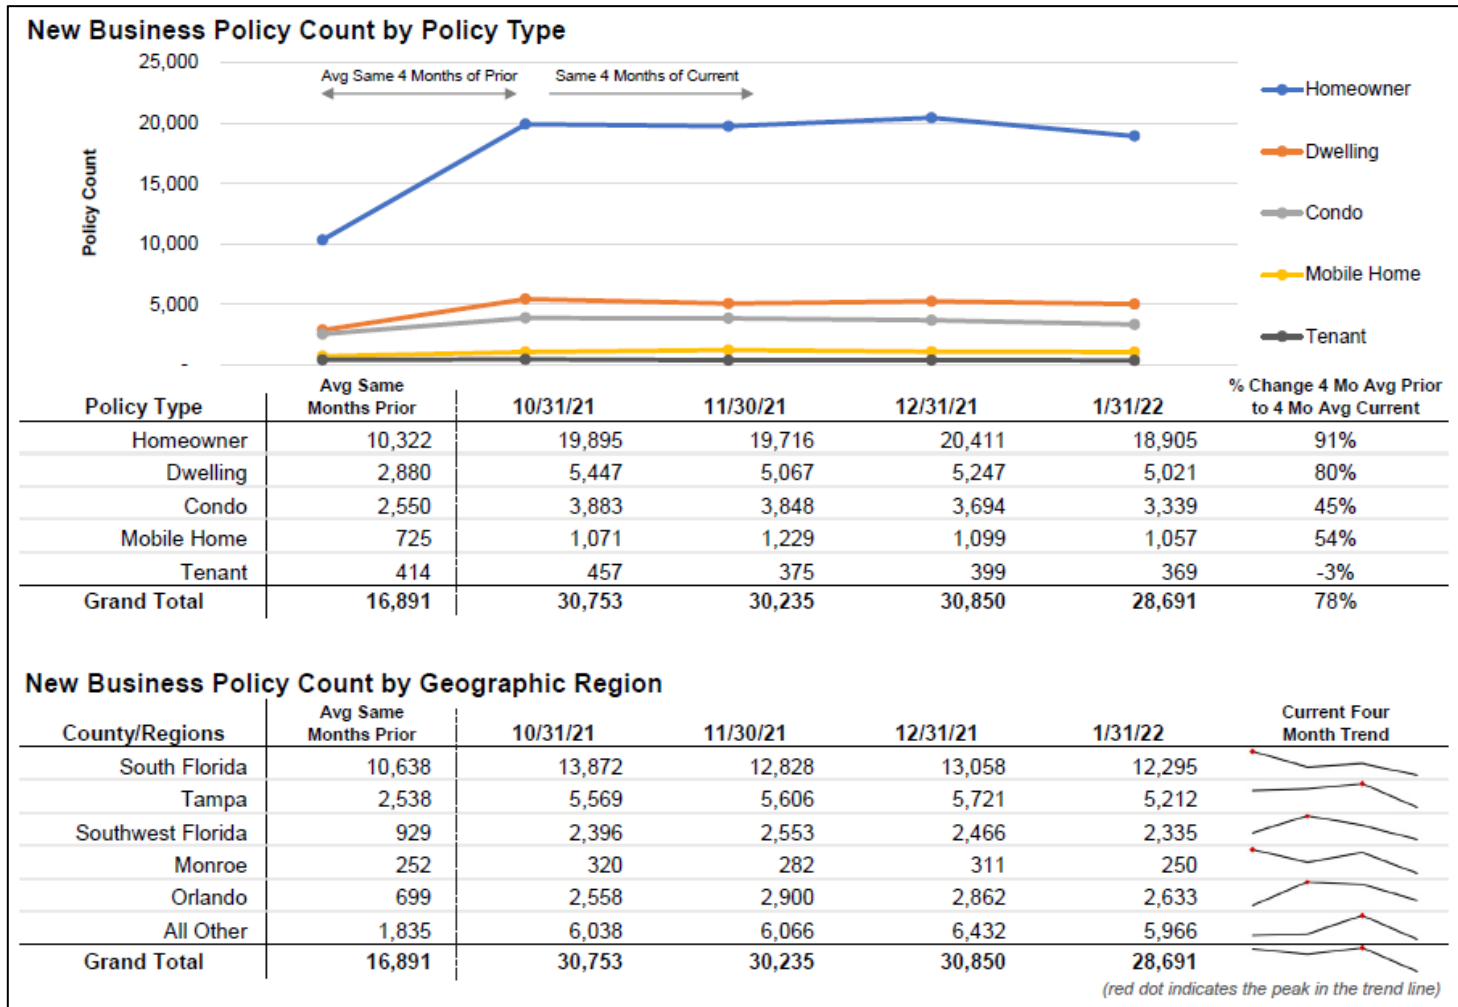 New Business Policy Count by Policy Type
25,000
Avg Same 4 Months of Prior Same 4 Months of Current
20,000
15,000
10,000
5,000
-
Policy Count
Homeowner
Dwelling
Condo
Mobile Home
Tenant
Policy Type Avg Same Months Prior 10/31/21 11/30/21 12/31/21 1/31/22 % Change 4 Mo Avg Prior to 4 Mo Avg Current
Homeowner 10,322 19,895 19,716 20,411 18,905 91%
Dwelling 2,880 5,447 5,067 5,247 5,021 80%
Condo 2,550 3,883 3,848 3,694 3,339 45%
Mobile Home 725 1,071 1,229 1,099 1,057 54%
Tenant 414 457 375 399 369 -3%
Grand Total 16,891 30,753 30,235 30,850 28,691 78%
New Business Policy Count by Geographic Region
County/Regions Avg Same Months Prior 10/31/21 11/30/21 12/31/21 1/31/22 Current Four Month Trend
South Florida 10,638 13,872 12,828 13,058 12,295
Tampa 2,538 5,569 5,606 5,721 5,212
Southwest Florida 929 2,396 2,553 2,466 2,335
Monroe 252 320 282 311 250
Orlando 699 2,558 2,900 2,862 2,633
All Other 1,835 6,038 6,066 6,432 5,966
Grand Total 16,891 30,753 30,235 30,850 28,691
(red dot indicates the peak in the trend line)